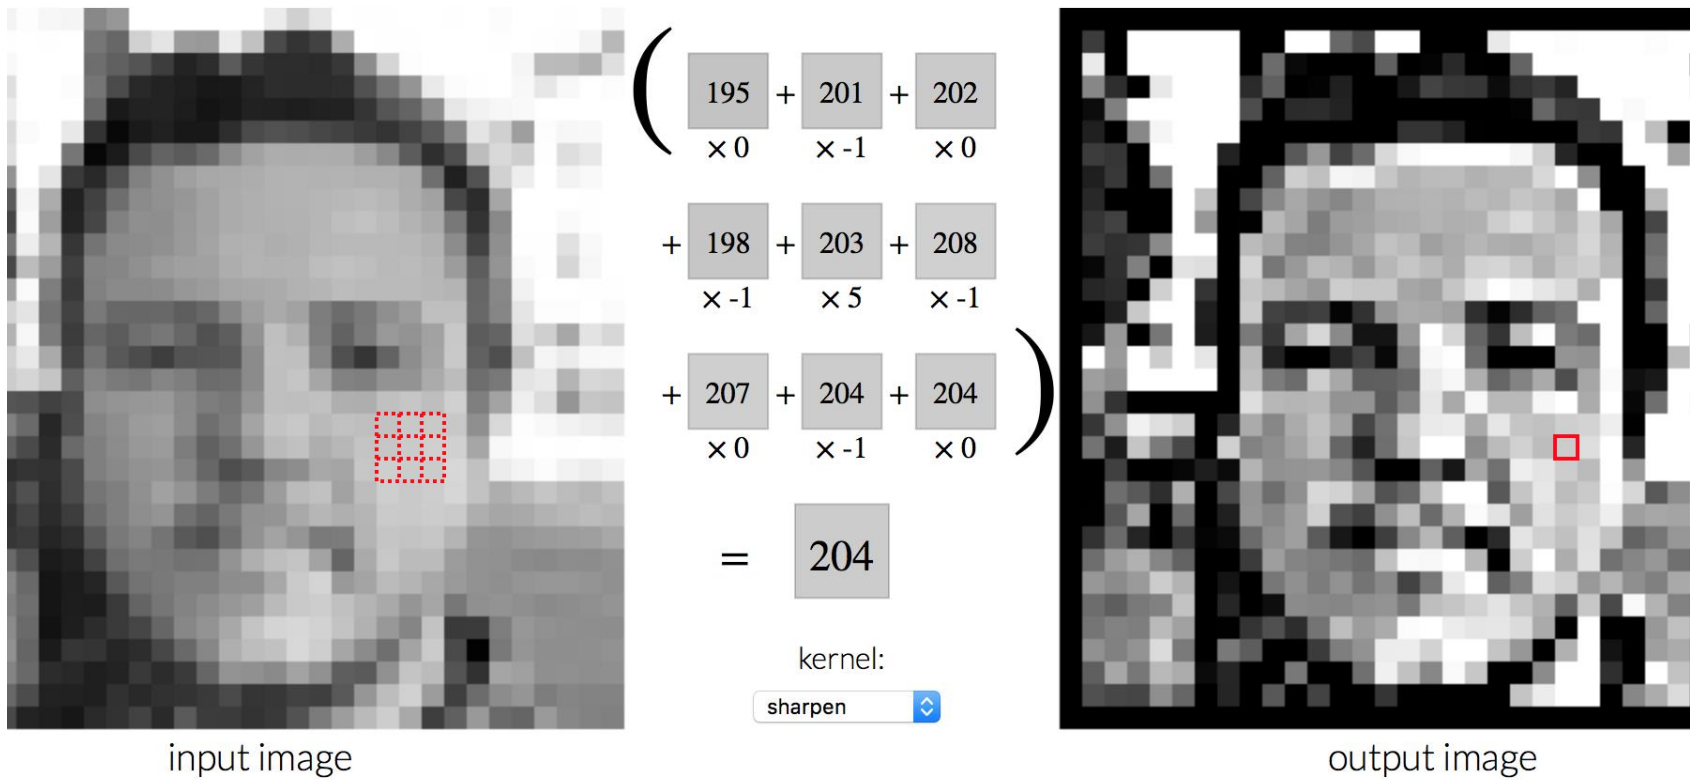 ( 195 + 201 + 202
× 0 × -1 × 0
+ 198 + 203 + 208
× -1 × 5 × -1
+ 207 + 204 + 204 )
× 0 × -1 × 0
= 204
kernel:
sharpen
input image
output image